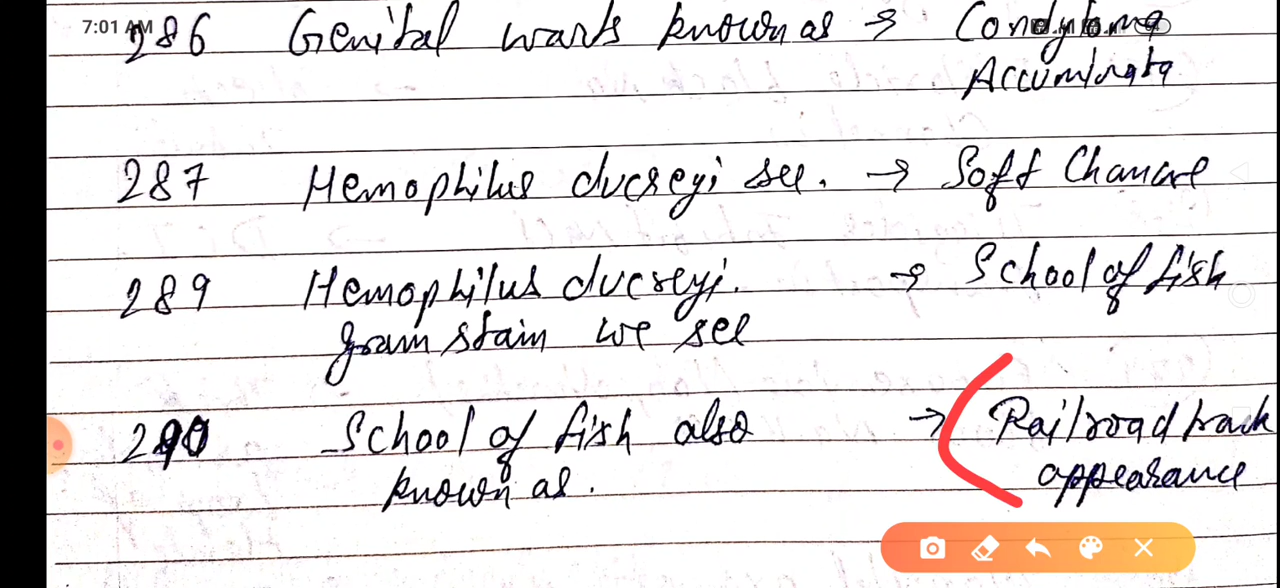 7:01 AM
286 Genital warts known as → Condyloma
Accuminata
287 Hemophilus ducreyi see. → Soft Chancre
289 Hemophilus ducreyi. → School of fish
gram stain we see
290 School of fish also → Railroad track
known as. appearance